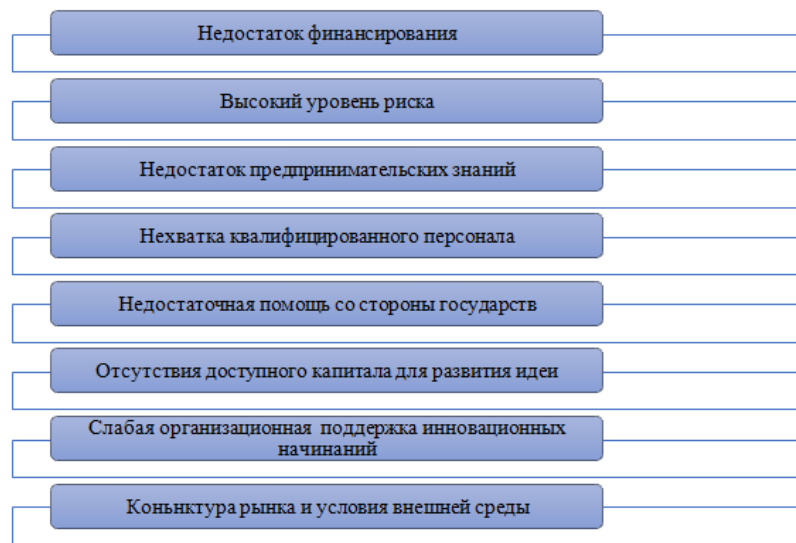 Недостаток финансирования
Высокий уровень риска
Недостаток предпринимательских знаний
Нехватка квалифицированного персонала
Недостаточная помощь со стороны государств
Отсутствия доступного капитала для развития идеи
Слабая организационная поддержка инновационных
начинаний
Коньнктура рынка и условия внешней среды